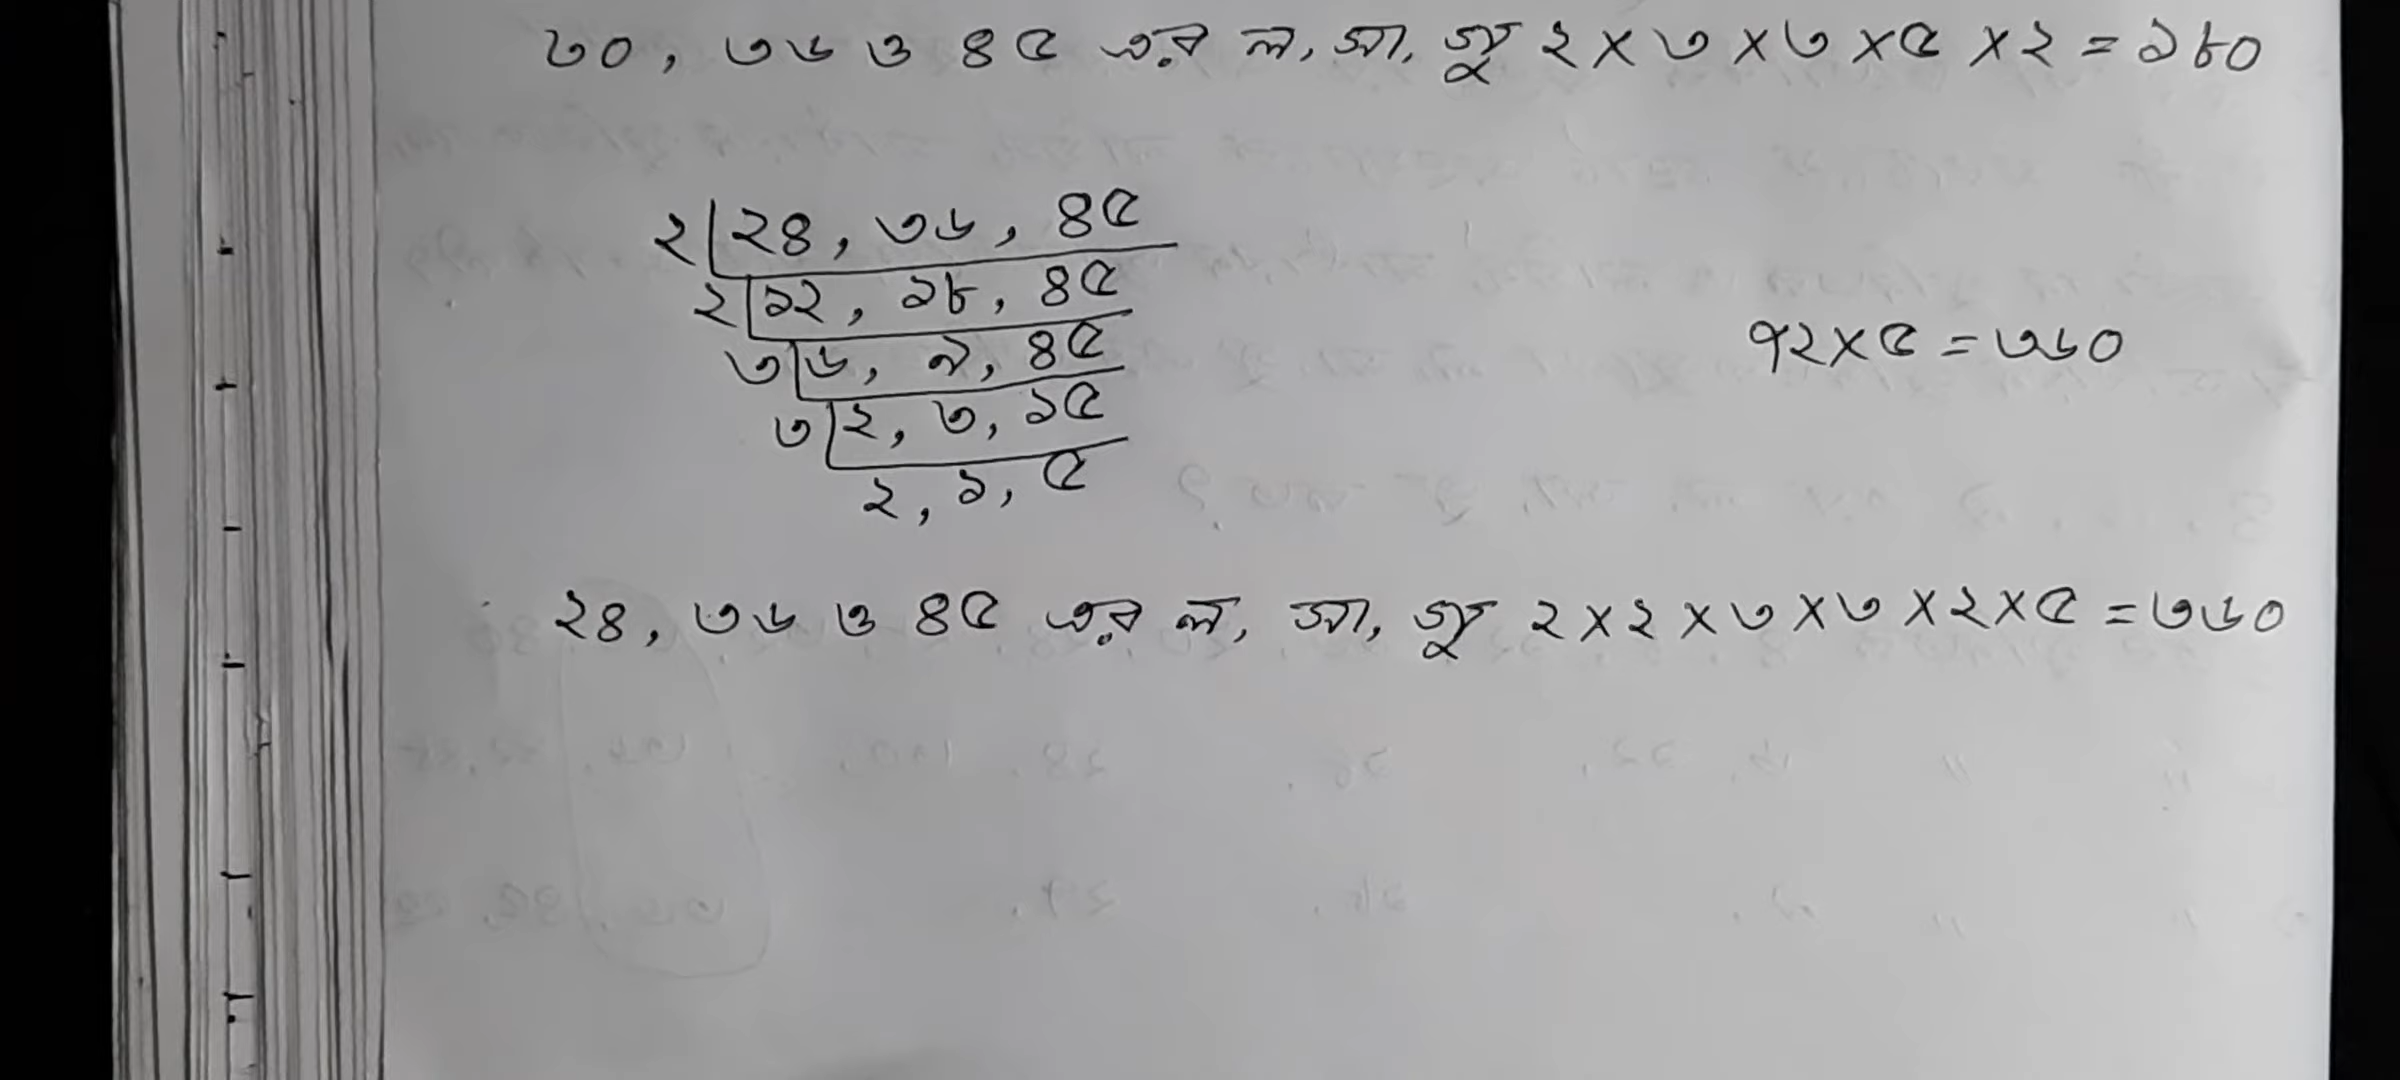 ৩০, ৩৬ ও ৪৫ এর ল, সা, গু ২ × ৩ × ৩ × ৫ × ২ = ১৮০
২ | ২৪, ৩৬, ৪৫
২ | ১২, ১৮, ৪৫
৩ | ৬, ৯, ৪৫
৭২ × ৫ = ৩৬০
৩ | ২, ৩, ১৫
২, ১, ৫
২৪, ৩৬ ও ৪৫ এর ল, সা, গু ২ × ২ × ৩ × ৩ × ২ × ৫ = ৩৬০